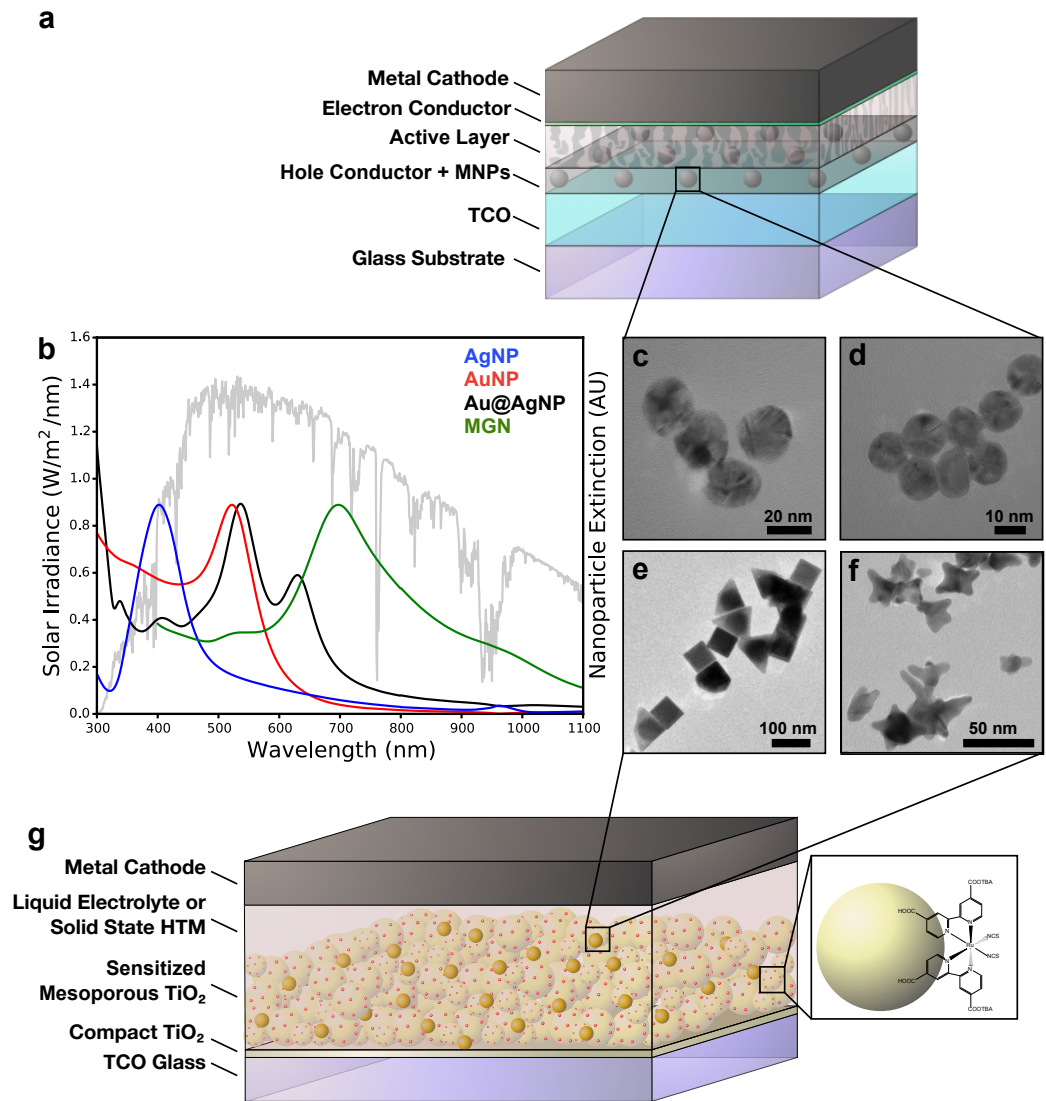 a
Metal Cathode
Electron Conductor
Active Layer
Hole Conductor + MNPs
TCO
Glass Substrate
b
Solar Irradiance (W/m²/nm)
1.6
1.4
1.2
1.0
0.8
0.6
0.4
0.2
0.0
300 400 500 600 700 800 900 1000 1100
Wavelength (nm)
AgNP
AuNP
Au@AgNP
MGN
Nanoparticle Extinction (AU)
c
20 nm
d
10 nm
e
100 nm
f
50 nm
g
Metal Cathode
Liquid Electrolyte or
Solid State HTM
Sensitized
Mesoporous TiO₂
Compact TiO₂
TCO Glass
COOTBA
HOOC
N
N
NCS
Ru
NCS
N
N
HOOC
COOTBA